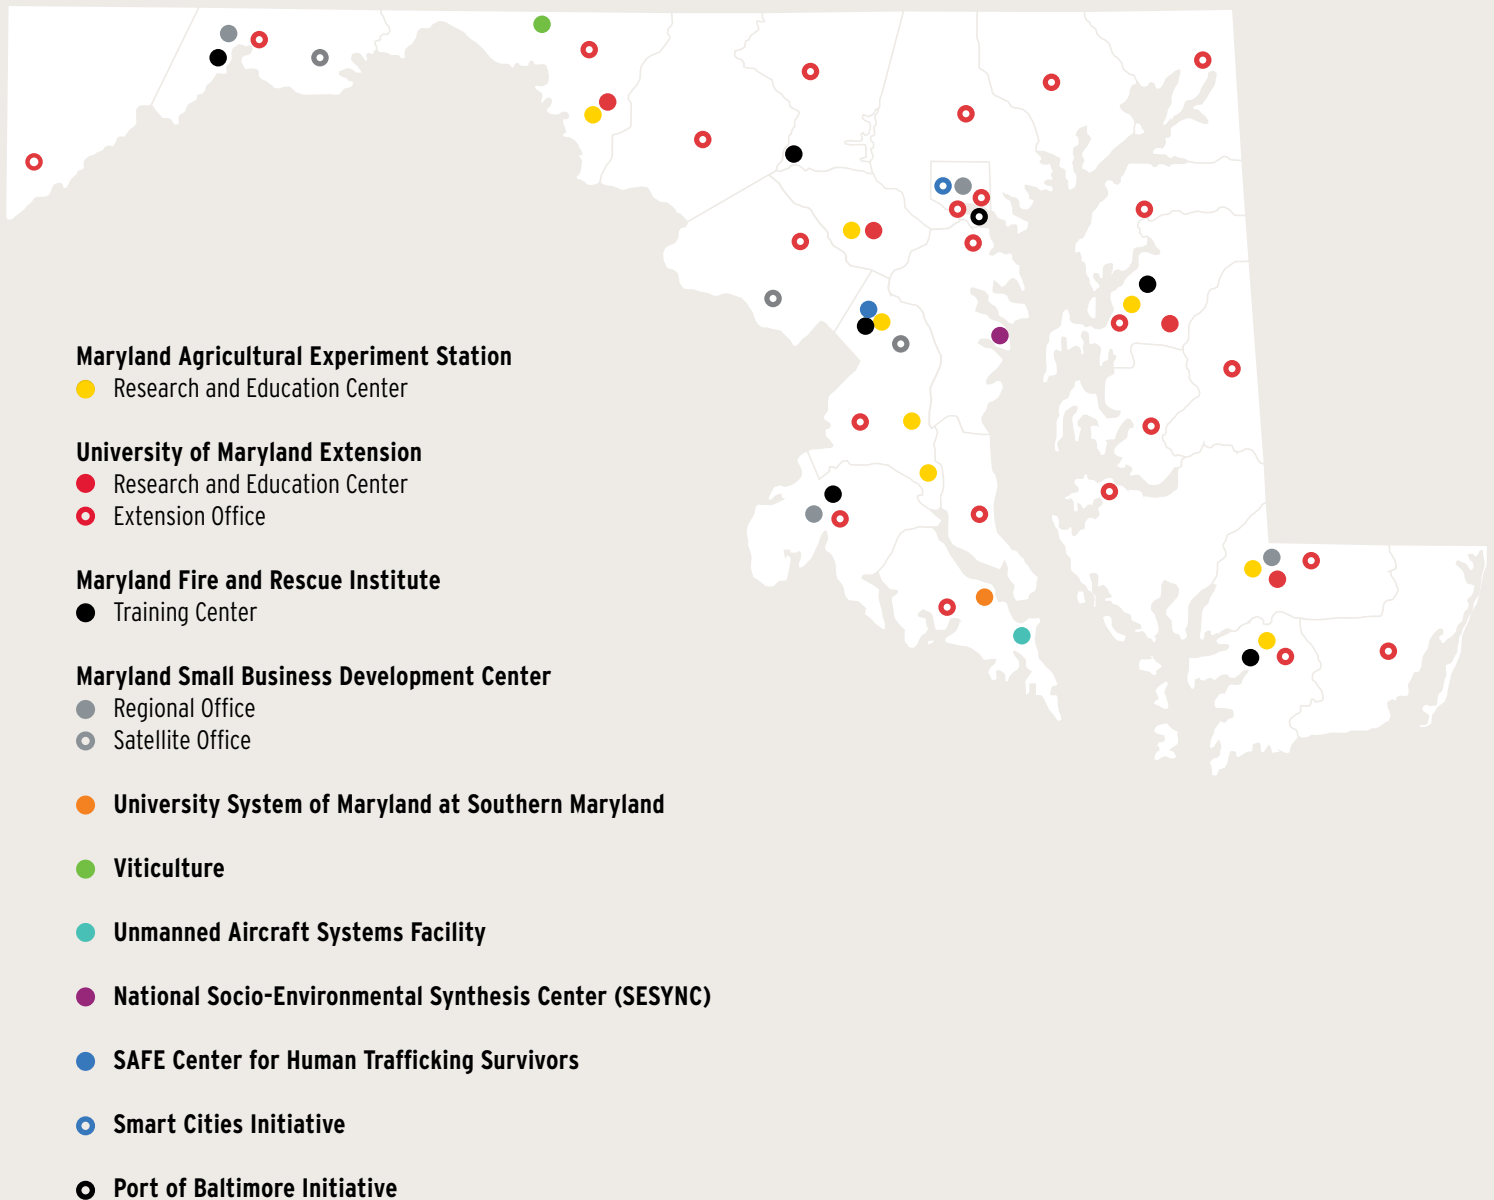 Maryland Agricultural Experiment Station
Research and Education Center
University of Maryland Extension
Research and Education Center
Extension Office
Maryland Fire and Rescue Institute
Training Center
Maryland Small Business Development Center
Regional Office
Satellite Office
University System of Maryland at Southern Maryland
Viticulture
Unmanned Aircraft Systems Facility
National Socio-Environmental Synthesis Center (SESYNC)
SAFE Center for Human Trafficking Survivors
Smart Cities Initiative
Port of Baltimore Initiative